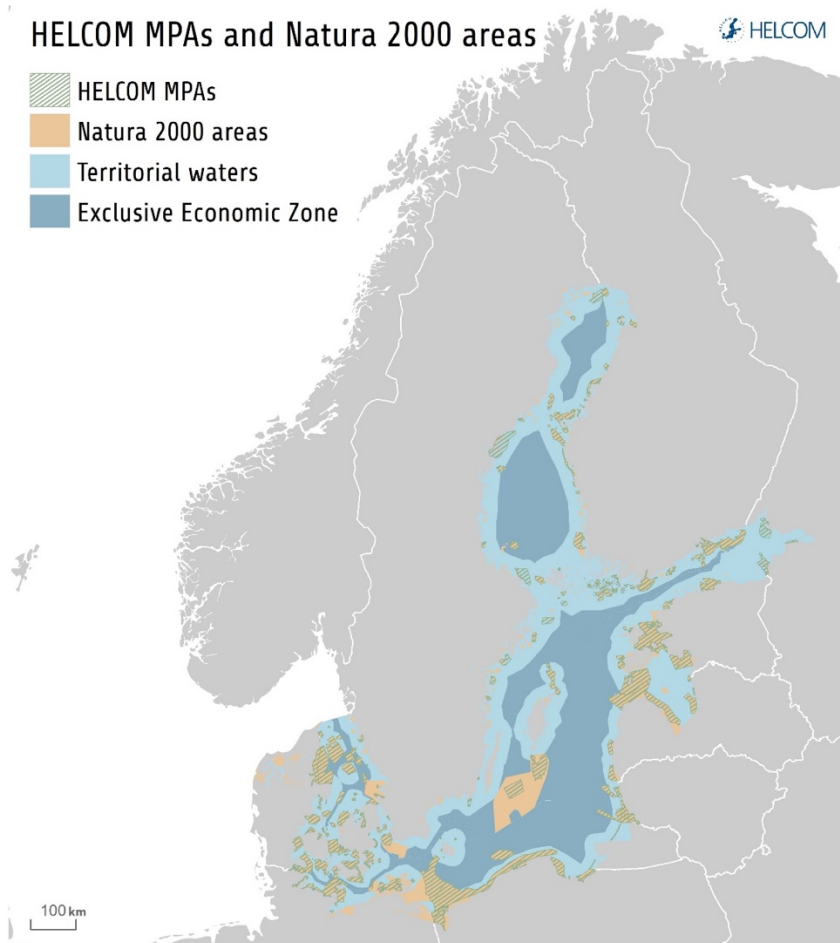 HELCOM MPAs and Natura 2000 areas
HELCOM
HELCOM MPAs
Natura 2000 areas
Territorial waters
Exclusive Economic Zone
100 km